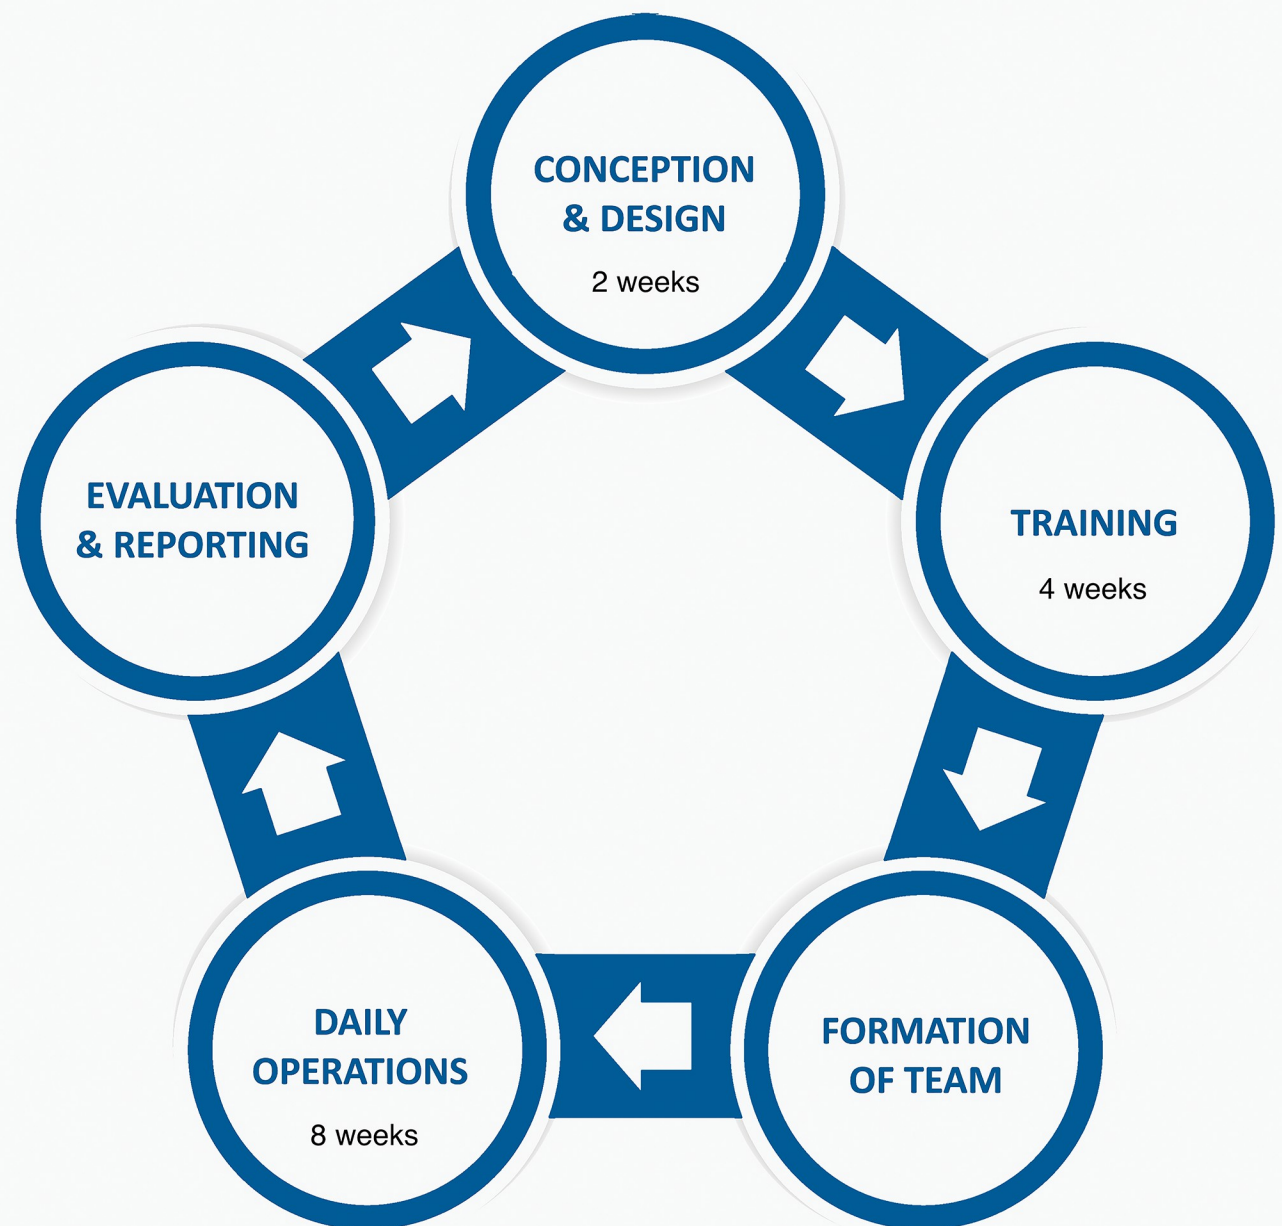 CONCEPTION
& DESIGN
2 weeks
TRAINING
4 weeks
FORMATION
OF TEAM
DAILY
OPERATIONS
8 weeks
EVALUATION
& REPORTING